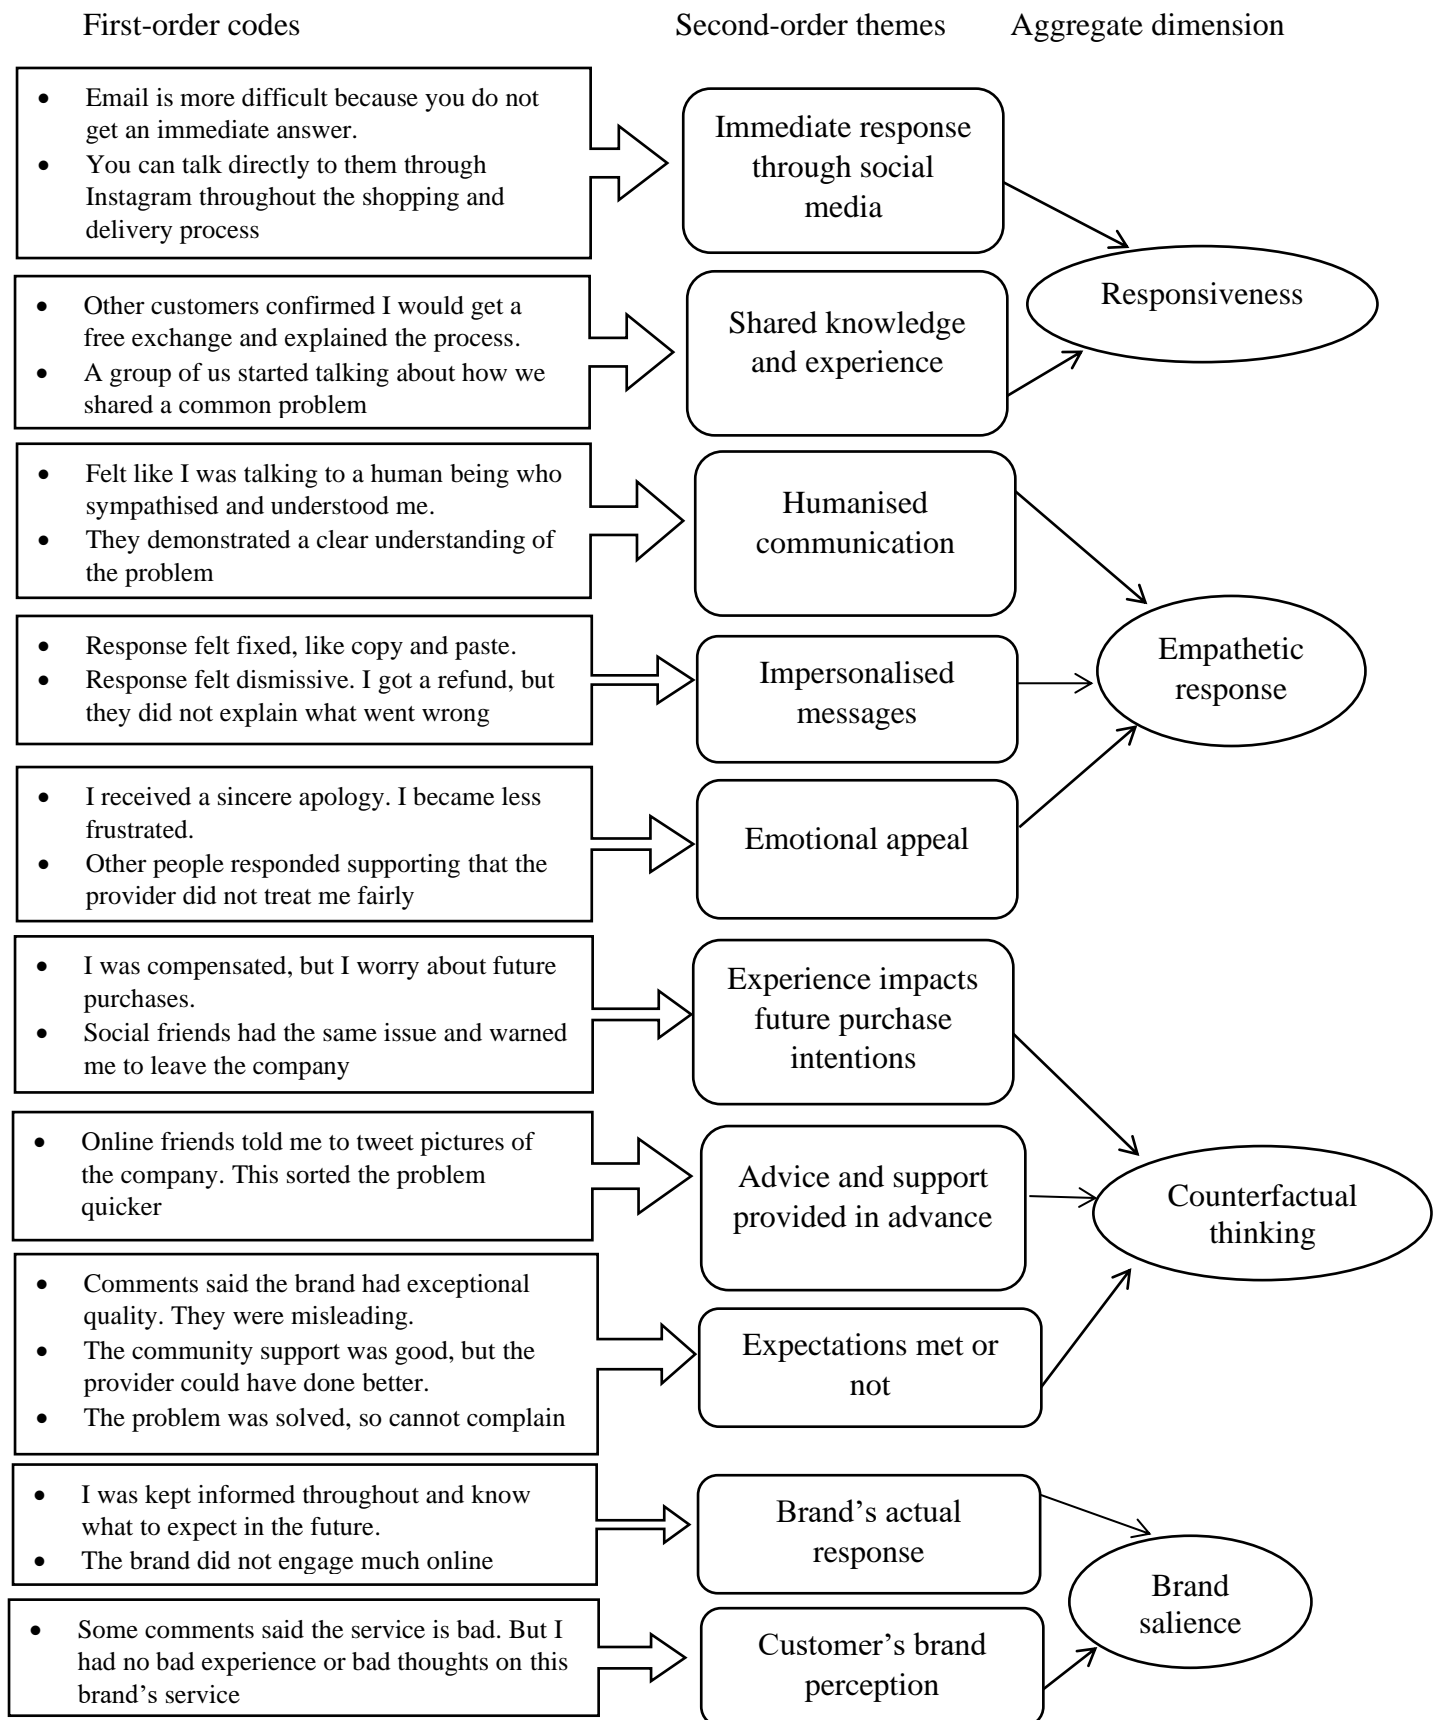 First-order codes
Second-order themes
Aggregate dimension
• Email is more difficult because you do not
get an immediate answer.
• You can talk directly to them through
Instagram throughout the shopping and
delivery process
Immediate response
through social
media
Responsiveness
• Other customers confirmed I would get a
free exchange and explained the process.
• A group of us started talking about how we
shared a common problem
Shared knowledge
and experience
• Felt like I was talking to a human being who
sympathised and understood me.
• They demonstrated a clear understanding of
the problem
Humanised
communication
• Response felt fixed, like copy and paste.
• Response felt dismissive. I got a refund, but
they did not explain what went wrong
Impersonalised
messages
Empathetic
response
• I received a sincere apology. I became less
frustrated.
• Other people responded supporting that the
provider did not treat me fairly
Emotional appeal
• I was compensated, but I worry about future
purchases.
• Social friends had the same issue and warned
me to leave the company
Experience impacts
future purchase
intentions
• Online friends told me to tweet pictures of
the company. This sorted the problem
quicker
Advice and support
provided in advance
Counterfactual
thinking
• Comments said the brand had exceptional
quality. They were misleading.
• The community support was good, but the
provider could have done better.
• The problem was solved, so cannot complain
Expectations met or
not
• I was kept informed throughout and know
what to expect in the future.
• The brand did not engage much online
Brand’s actual
response
Brand
salience
• Some comments said the service is bad. But I
had no bad experience or bad thoughts on this
brand’s service
Customer’s brand
perception